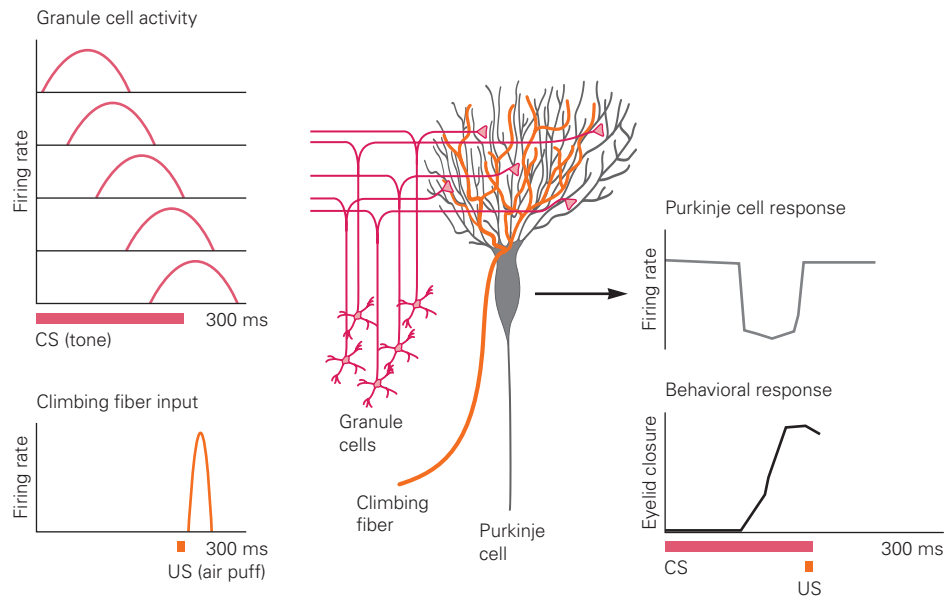 Granule cell activity
Firing rate
300 ms
CS (tone)
Climbing fiber input
Firing rate
300 ms
US (air puff)
Granule
cells
Climbing
fiber
Purkinje
cell
Purkinje cell response
Firing rate
Behavioral response
Eyelid closure
300 ms
CS
US